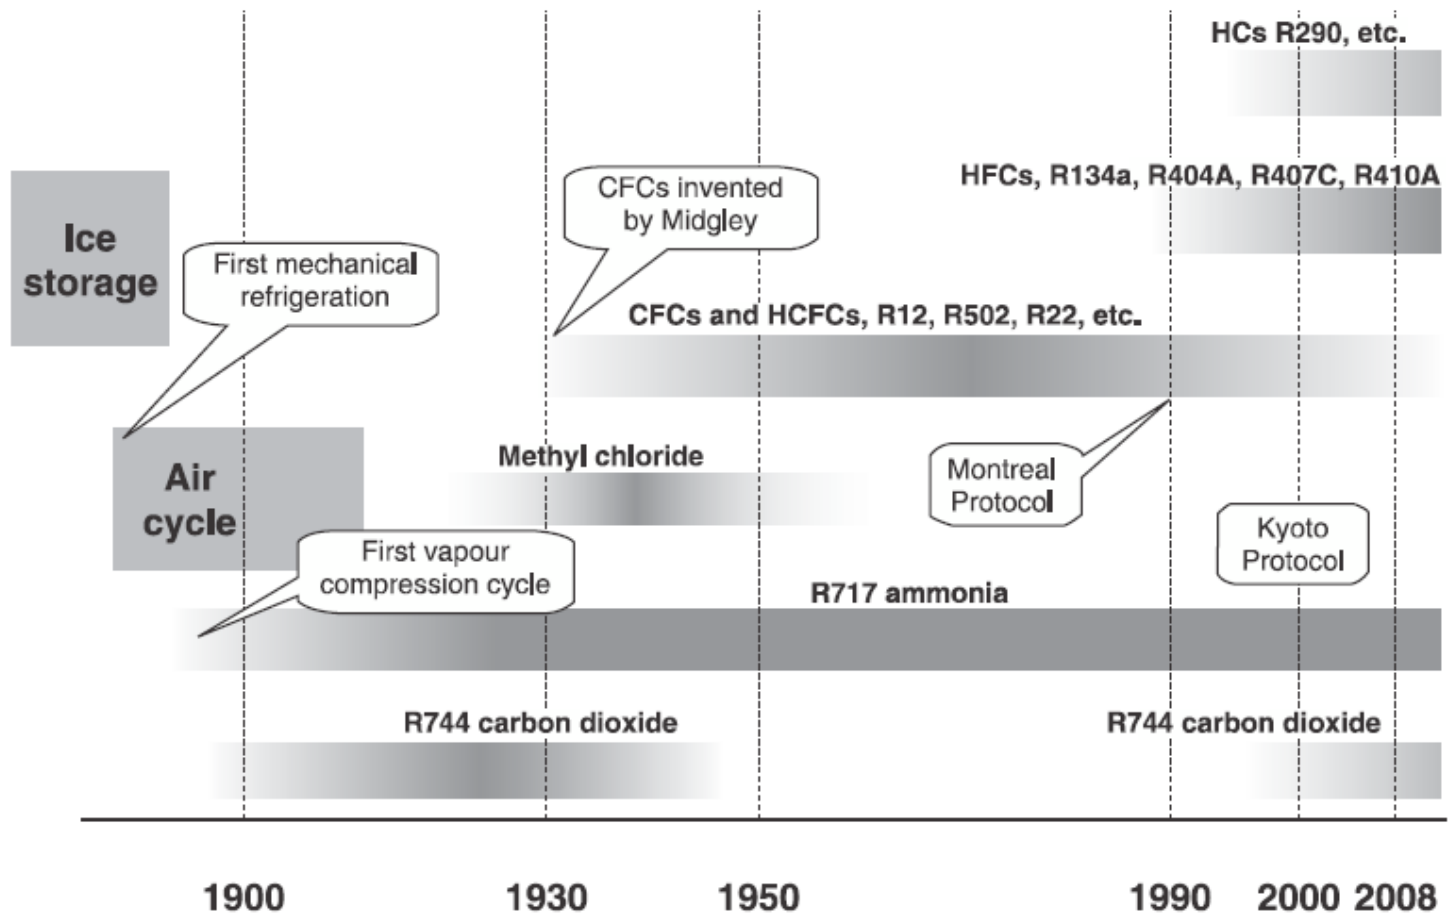 HCs R290, etc.
HFCs, R134a, R404A, R407C, R410A
CFCs invented
by Midgley
Ice
storage
First mechanical
refrigeration
CFCs and HCFCs, R12, R502, R22, etc.
Methyl chloride
Montreal
Protocol
Air
cycle
Kyoto
Protocol
First vapour
compression cycle
R717 ammonia
R744 carbon dioxide
R744 carbon dioxide
1900
1930
1950
1990
2000
2008